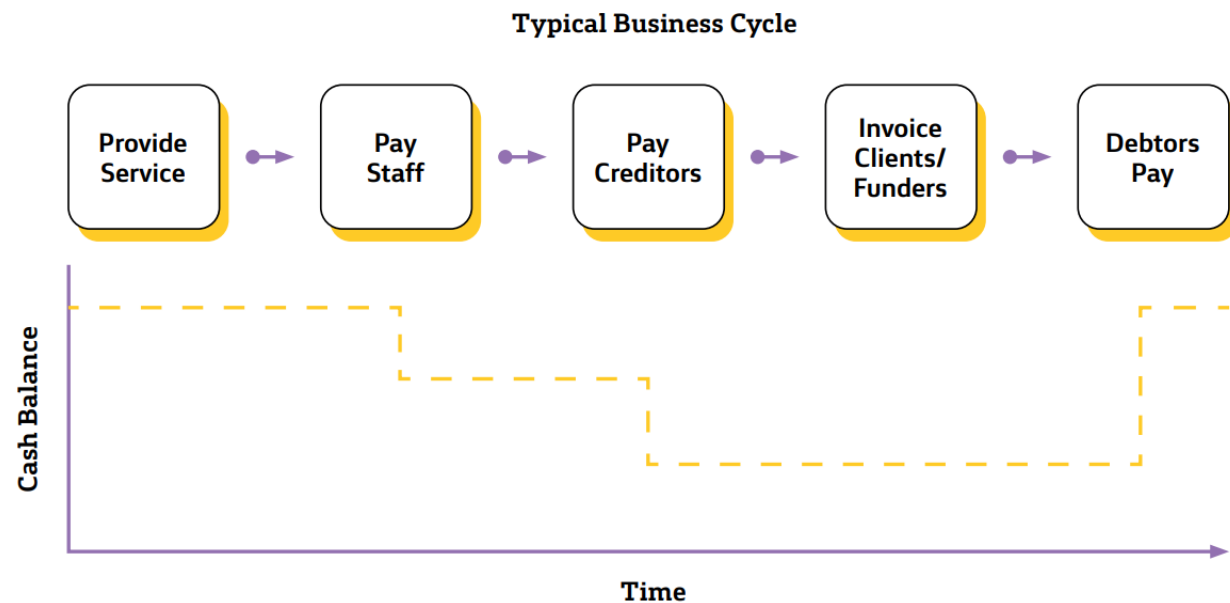 Typical Business Cycle
Provide
Service
Pay
Staff
Pay
Creditors
Invoice
Clients/
Funders
Debtors
Pay
Cash Balance
Time